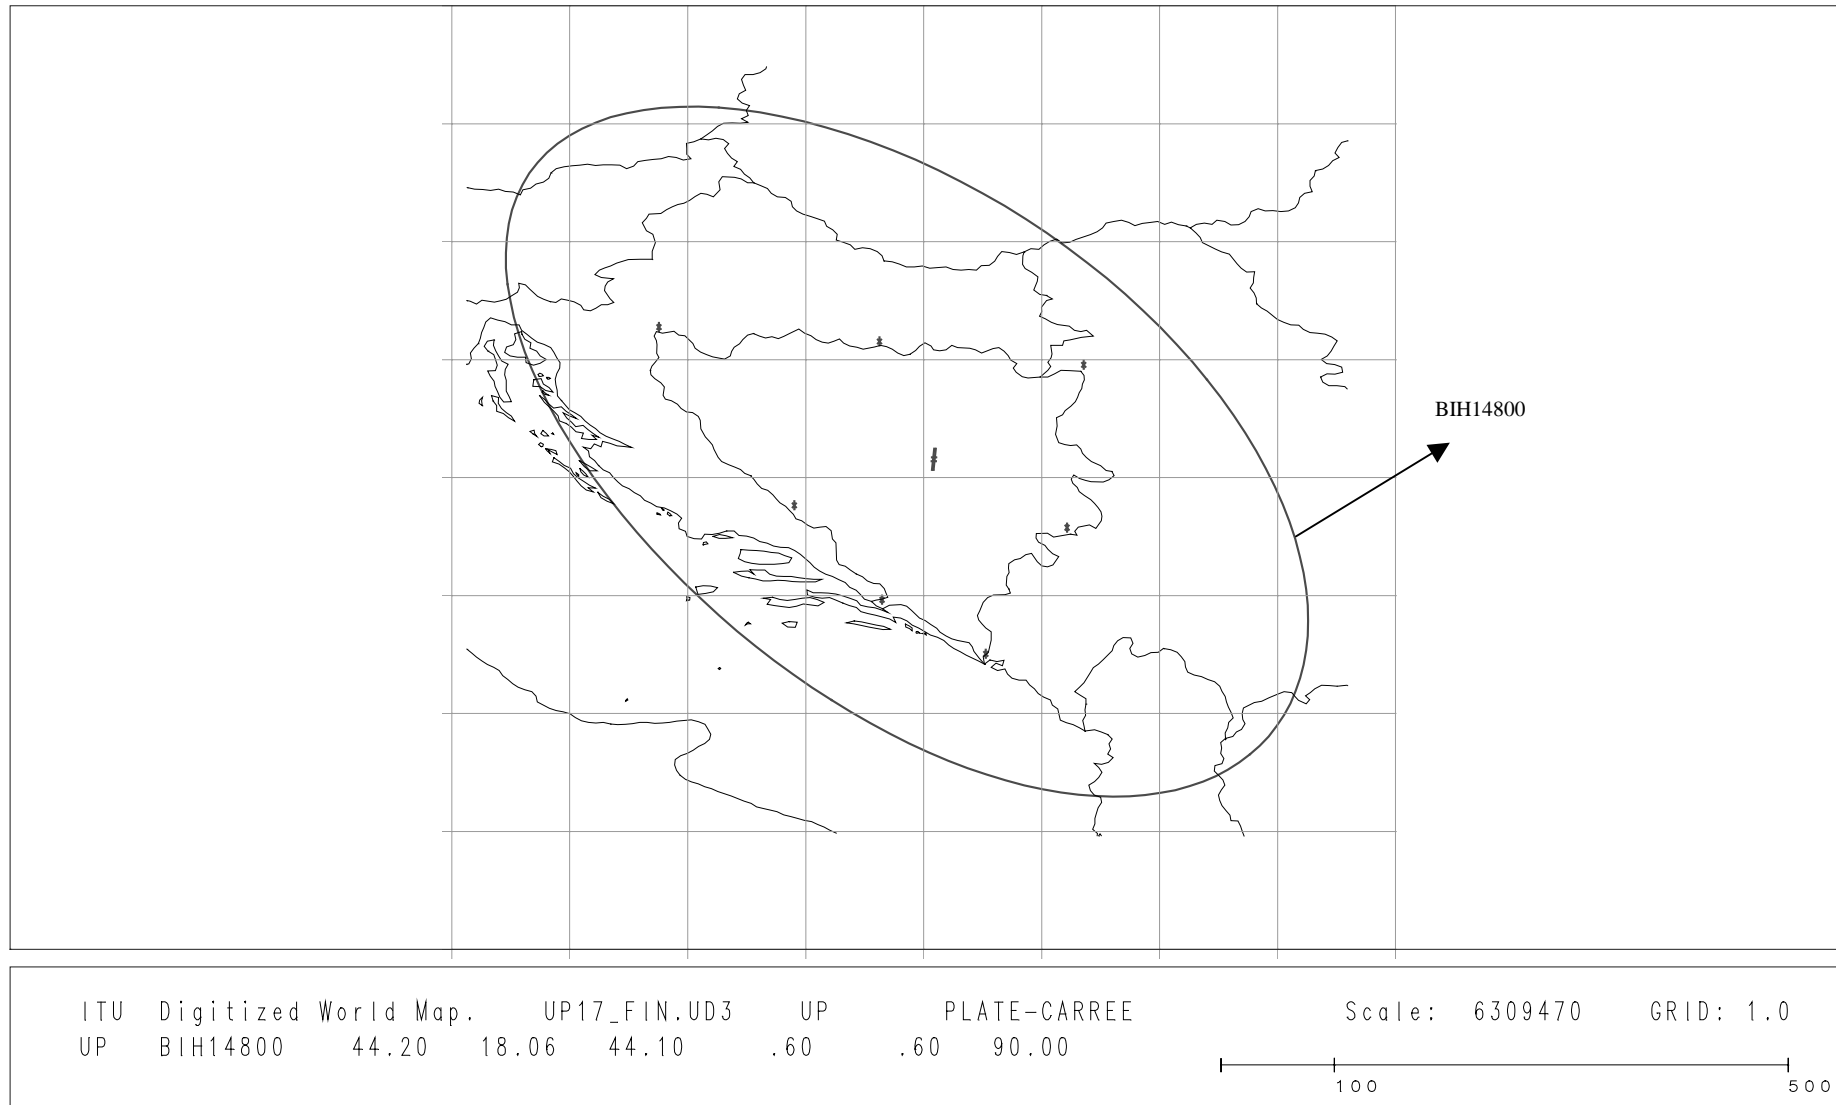 BIH14800
ITU Digitized World Map. UP17_FIN.UD3 UP PLATE-CARREE Scale: 6309470 GRID: 1.0
UP BIH14800 44.20 18.06 44.10 .60 .60 90.00
100 500